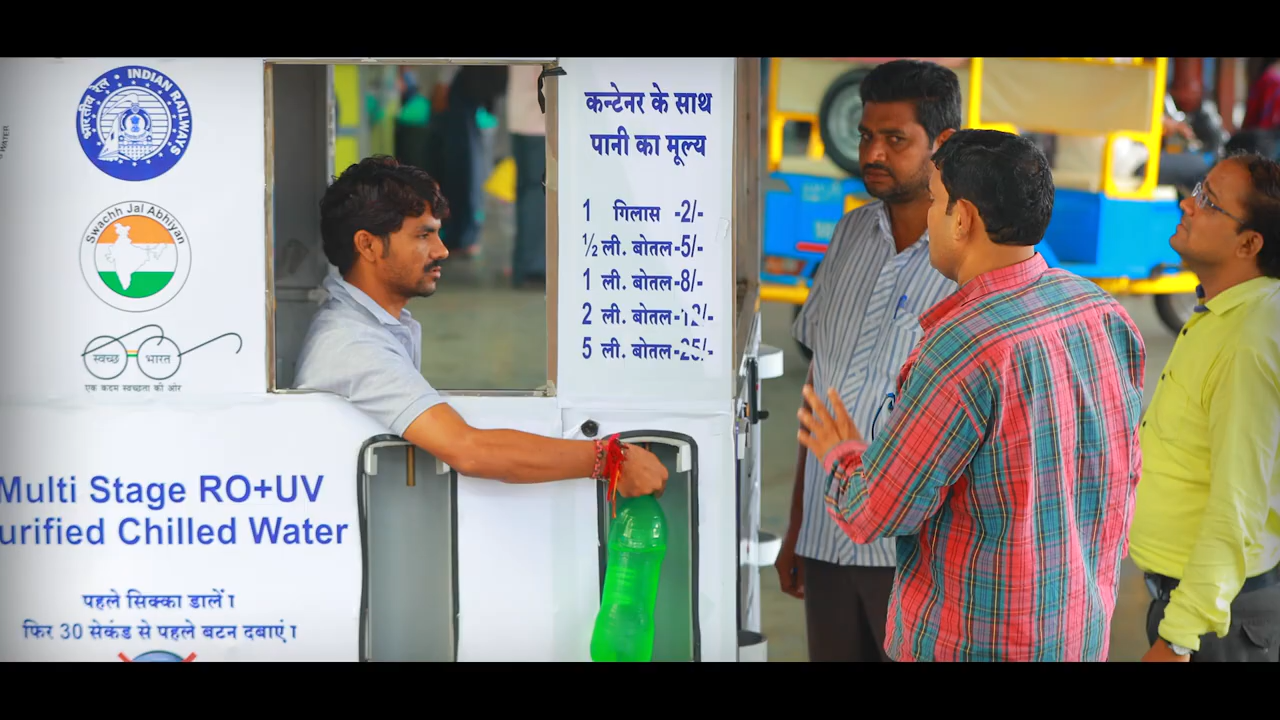 भारतीय रेल • INDIAN RAILWAYS
Swachh Jal Abhiyan
स्वच्छ भारत
एक कदम स्वच्छता की ओर
Multi Stage RO+UV
urified Chilled Water
पहले सिक्का डालें।
फिर 30 सेकंड से पहले बटन दबाएं।
कन्टेनर के साथ
पानी का मूल्य
1 गिलास -2/-
½ ली. बोतल-5/-
1 ली. बोतल-8/-
2 ली. बोतल-12/-
5 ली. बोतल-25/-